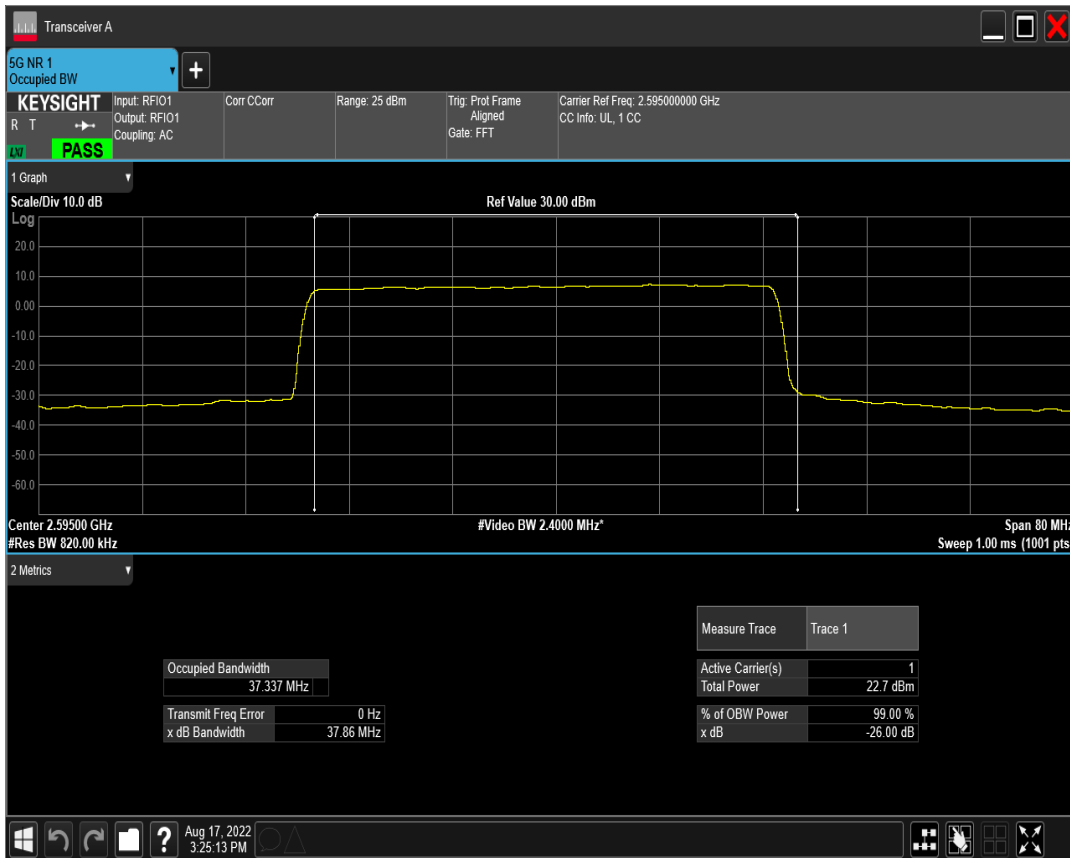 Transceiver A
5G NR 1
Occupied BW
+
KEYSIGHT
R T
LXI
PASS
Input: RFIO1
Output: RFIO1
Coupling: AC
Corr CCorr
Range: 25 dBm
Trig: Prot Frame
Aligned
Gate: FFT
Carrier Ref Freq: 2.595000000 GHz
CC Info: UL, 1 CC
1 Graph
Scale/Div 10.0 dB
Ref Value 30.00 dBm
Log
20.0
10.0
0.00
-10.0
-20.0
-30.0
-40.0
-50.0
-60.0
Center 2.59500 GHz
#Video BW 2.4000 MHz*
Span 80 MHz
#Res BW 820.00 kHz
Sweep 1.00 ms (1001 pts
2 Metrics
Measure Trace Trace 1
Occupied Bandwidth
37.337 MHz
Active Carrier(s) 1
Total Power 22.7 dBm
Transmit Freq Error 0 Hz
x dB Bandwidth 37.86 MHz
% of OBW Power 99.00 %
x dB -26.00 dB
?
Aug 17, 2022
3:25:13 PM